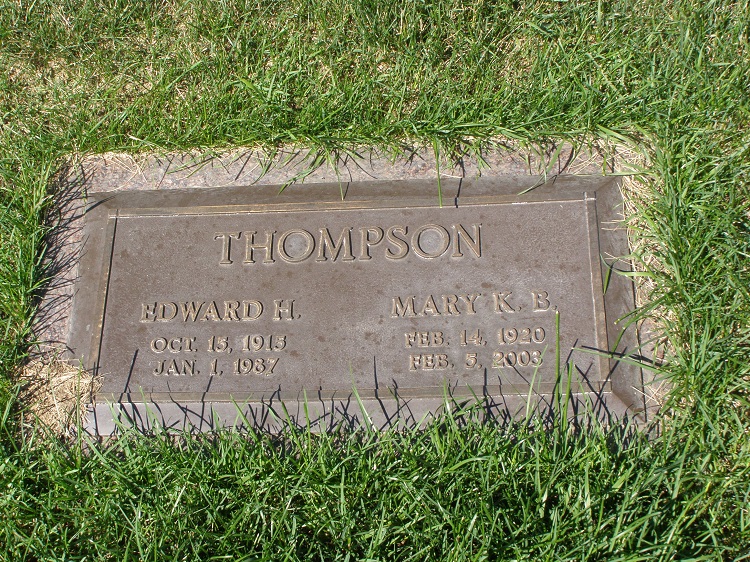 THOMPSON
EDWARD H.
OCT. 15, 1915
JAN. 1, 1987
MARY K. B.
FEB. 14, 1920
FEB. 5, 2003